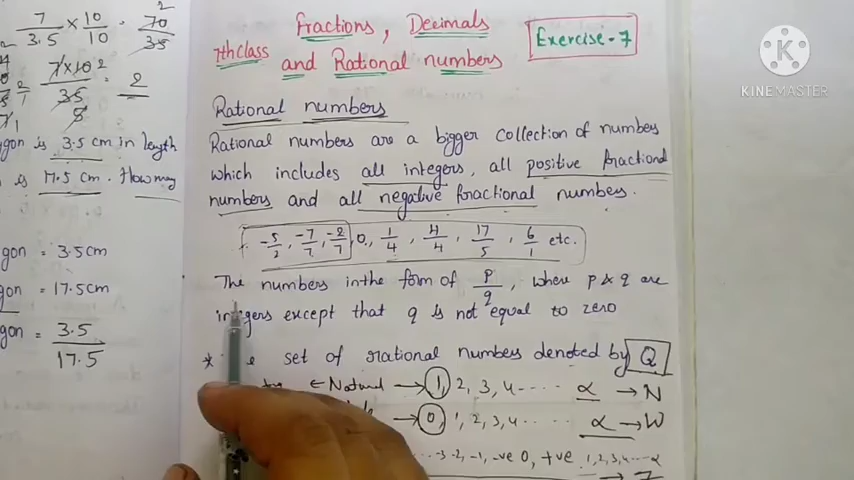 7/3.5 × 10/10 = 70/35
7×10/35 = 2
gon is 3.5 cm in length
is 17.5 cm. How many
gon = 3.5 cm
gon = 17.5 cm
gon = 3.5/17.5
Fractions, Decimals
7th class and Rational numbers
Exercise-7
KINEMASTER
Rational numbers
Rational numbers are a bigger collection of numbers
which includes all integers, all positive fractional
numbers and all negative fractional numbers.
-5/2, -7/7, -2/7, 0, 1/4, 4/4, 17/5, 6/1 etc.
The numbers in the form of p/q, where p & q are
integers except that q is not equal to zero
* set of rational numbers denoted by Q
← Natural → 1, 2, 3, 4 ..... α → N
→ 0, 1, 2, 3, 4 ..... α → W
... -3 -2, -1, -ve 0, +ve 1, 2, 3, 4 ... α
→ Z